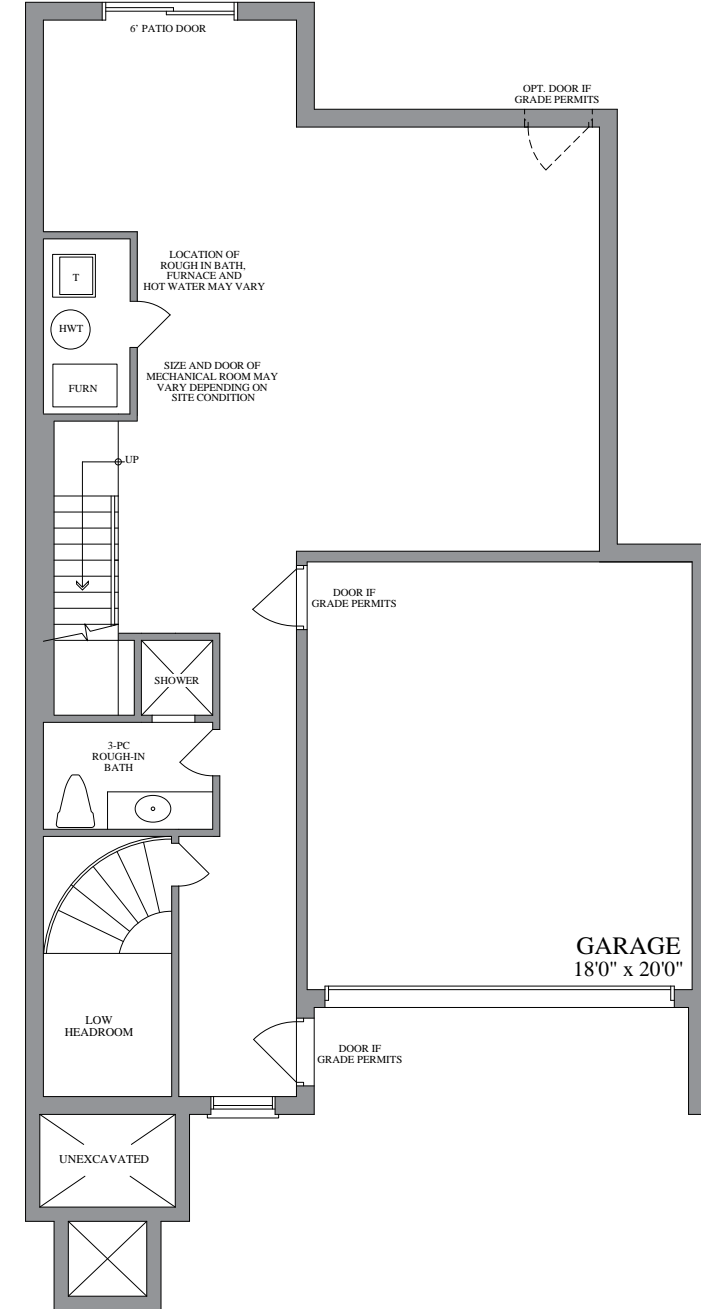 6' PATIO DOOR
OPT. DOOR IF
GRADE PERMITS
LOCATION OF
ROUGH IN BATH,
FURNACE AND
HOT WATER MAY VARY
T
HWT
SIZE AND DOOR OF
MECHANICAL ROOM MAY
VARY DEPENDING ON
SITE CONDITION
FURN
UP
DOOR IF
GRADE PERMITS
SHOWER
3-PC
ROUGH-IN
BATH
GARAGE
18'0" x 20'0"
LOW
HEADROOM
DOOR IF
GRADE PERMITS
UNEXCAVATED